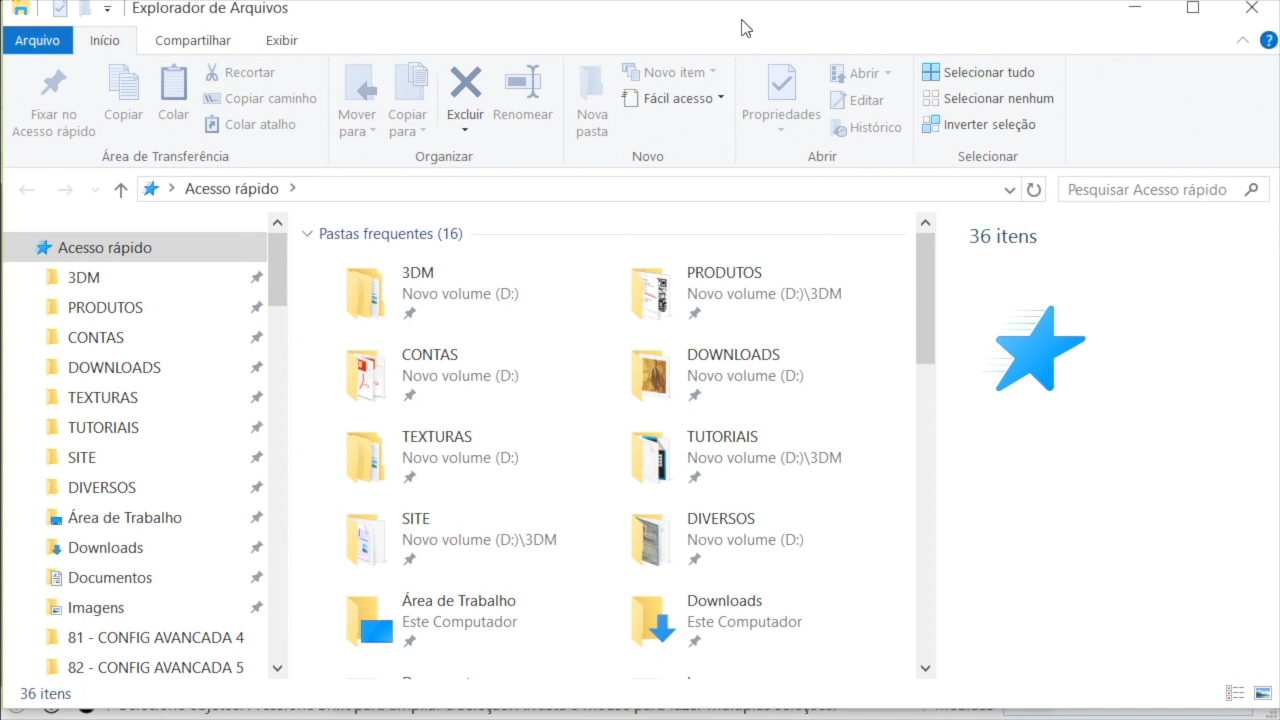 Explorador de Arquivos
Arquivo Início Compartilhar Exibir
Fixar no Acesso rápido
Copiar
Colar
Recortar
Copiar caminho
Colar atalho
Área de Transferência
Mover para
Copiar para
Excluir
Renomear
Organizar
Nova pasta
Novo item
Fácil acesso
Novo
Propriedades
Abrir
Editar
Histórico
Abrir
Selecionar tudo
Selecionar nenhum
Inverter seleção
Selecionar
Acesso rápido
Pesquisar Acesso rápido
Acesso rápido
3DM
PRODUTOS
CONTAS
DOWNLOADS
TEXTURAS
TUTORIAIS
SITE
DIVERSOS
Área de Trabalho
Downloads
Documentos
Imagens
81 - CONFIG AVANCADA 4
82 - CONFIG AVANCADA 5
Pastas frequentes (16)
3DM
Novo volume (D:)
PRODUTOS
Novo volume (D:)\3DM
CONTAS
Novo volume (D:)
DOWNLOADS
Novo volume (D:)
TEXTURAS
Novo volume (D:)
TUTORIAIS
Novo volume (D:)\3DM
SITE
Novo volume (D:)\3DM
DIVERSOS
Novo volume (D:)
Área de Trabalho
Este Computador
Downloads
Este Computador
36 itens
36 itens